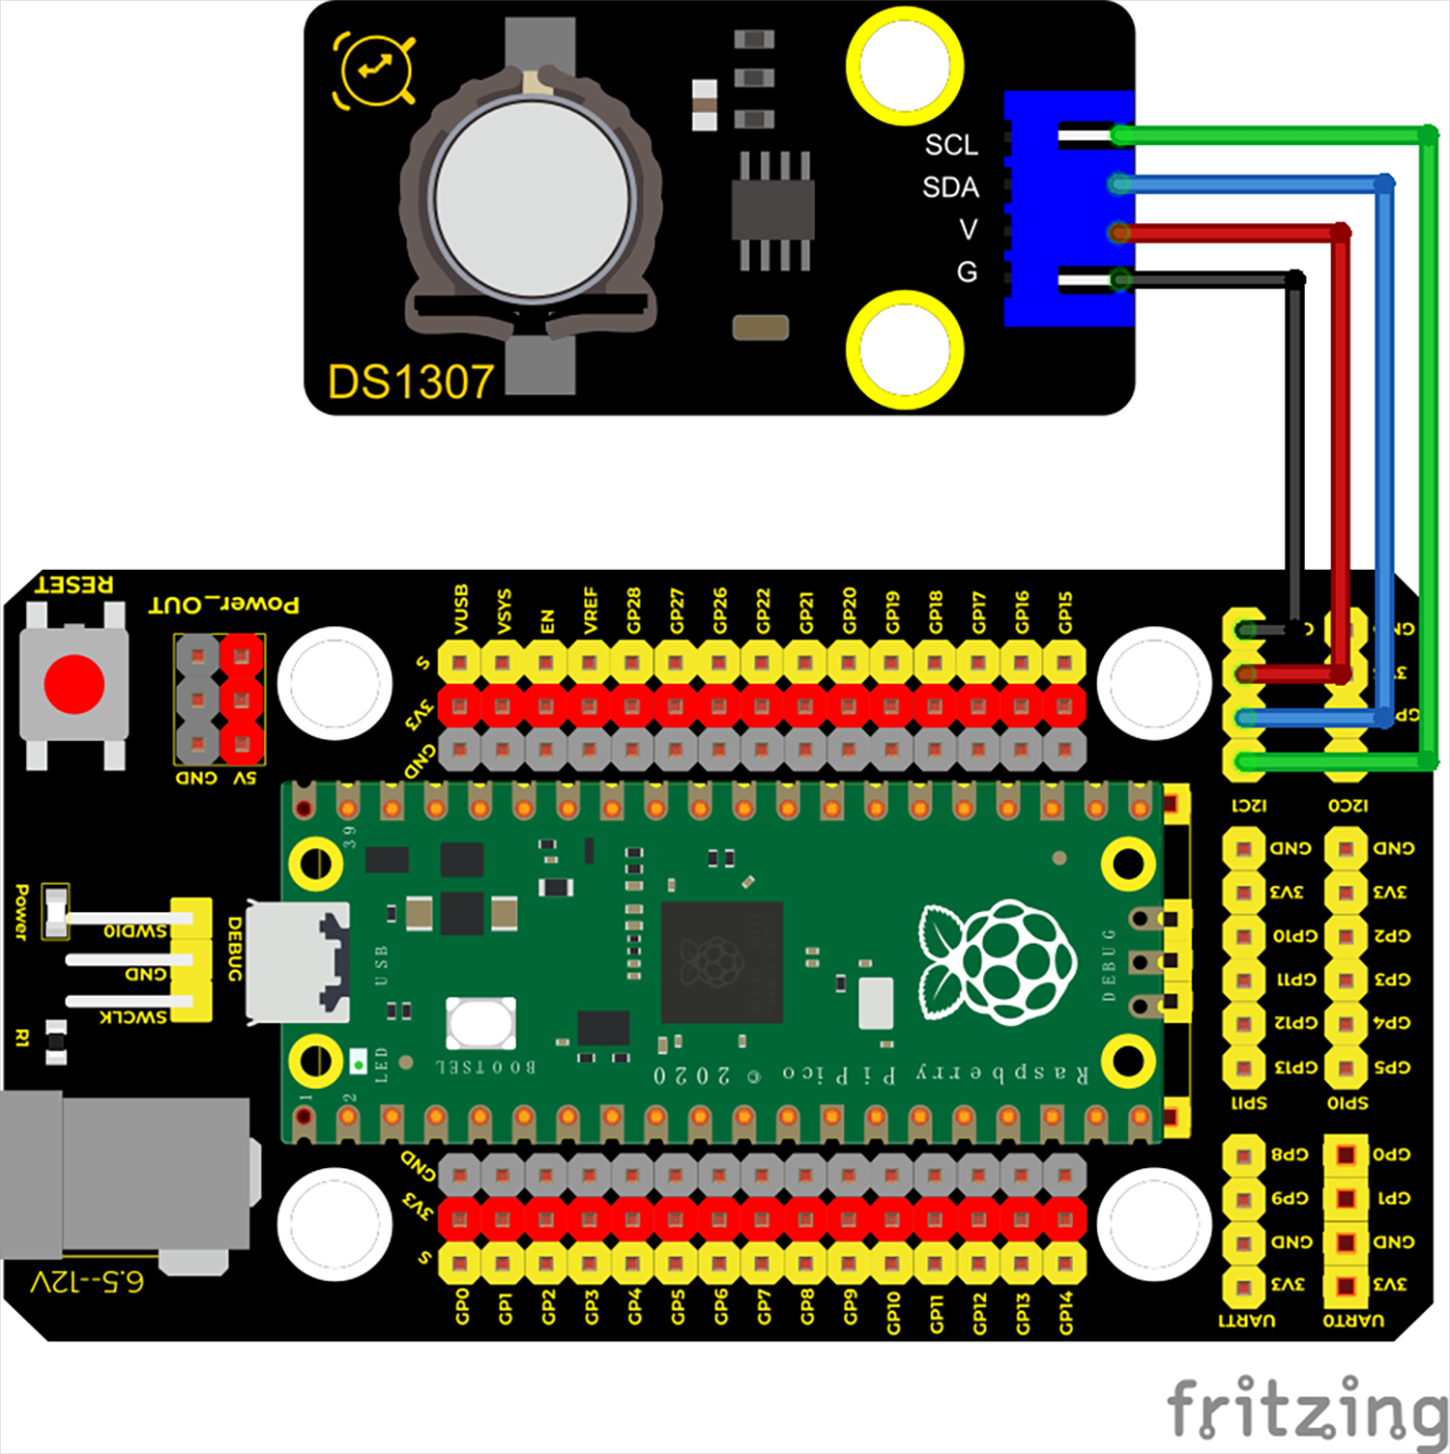 SCL
SDA
V
G
DS1307
RESET
Power_OUT
GND
5V
VUSB
VSYS
EN
VREF
GP28
GP27
GP26
GP22
GP21
GP20
GP19
GP18
GP17
GP16
GP15
S
3V3
GND
I2C1
I2C0
39
Power
SWDIO
GND
SWCLK
DEBUG
R1
USB
LED
BOOTSEL
1
2
DEBUG
Raspberry Pi Pico © 2020
GND
3V3
GP10
GP11
GP12
GP13
SPI1
GND
3V3
GP2
GP3
GP4
GP5
SPI0
GP8
GP9
GND
3V3
UART1
GP0
GP1
GND
3V3
UART0
GND
3V3
S
GP0
GP1
GP2
GP3
GP4
GP5
GP6
GP7
GP8
GP9
GP10
GP11
GP12
GP13
GP14
6.5--12V
fritzing